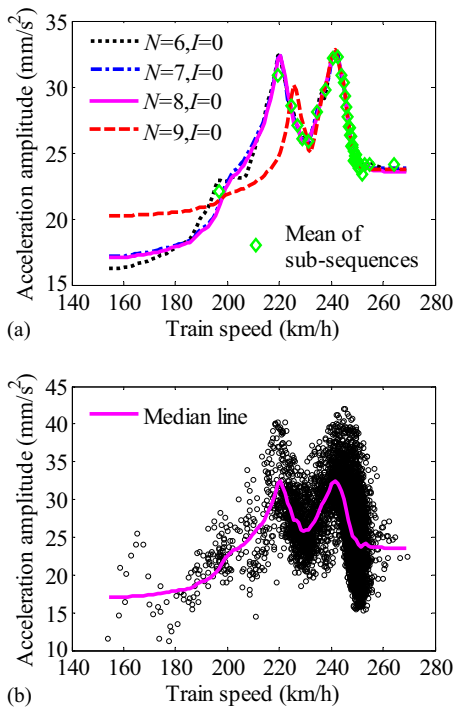 35
30
25
20
15
Acceleration amplitude (mm/s²)
N=6,I=0
N=7,I=0
N=8,I=0
N=9,I=0
Mean of
sub-sequences
140 160 180 200 220 240 260 280
Train speed (km/h)
(a)
45
40
35
30
25
20
15
10
Acceleration amplitude (mm/s²)
Median line
140 160 180 200 220 240 260 280
Train speed (km/h)
(b)